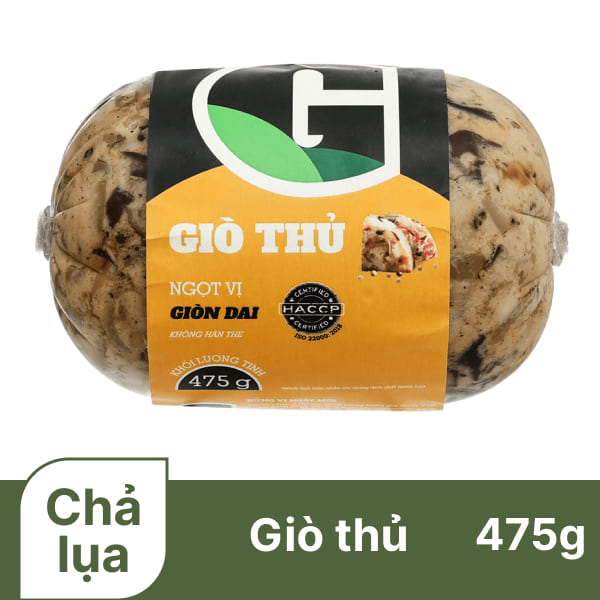 G
GIÒ THỦ
NGỌT VỊ
GIÒN DAI
KHÔNG HÀN THE
CERTIFIED
HACCP
CERTIFIED
ISO 22000:2018
KHỐI LƯỢNG TỊNH
475 g
Chả
lụa
Giò thủ 475g